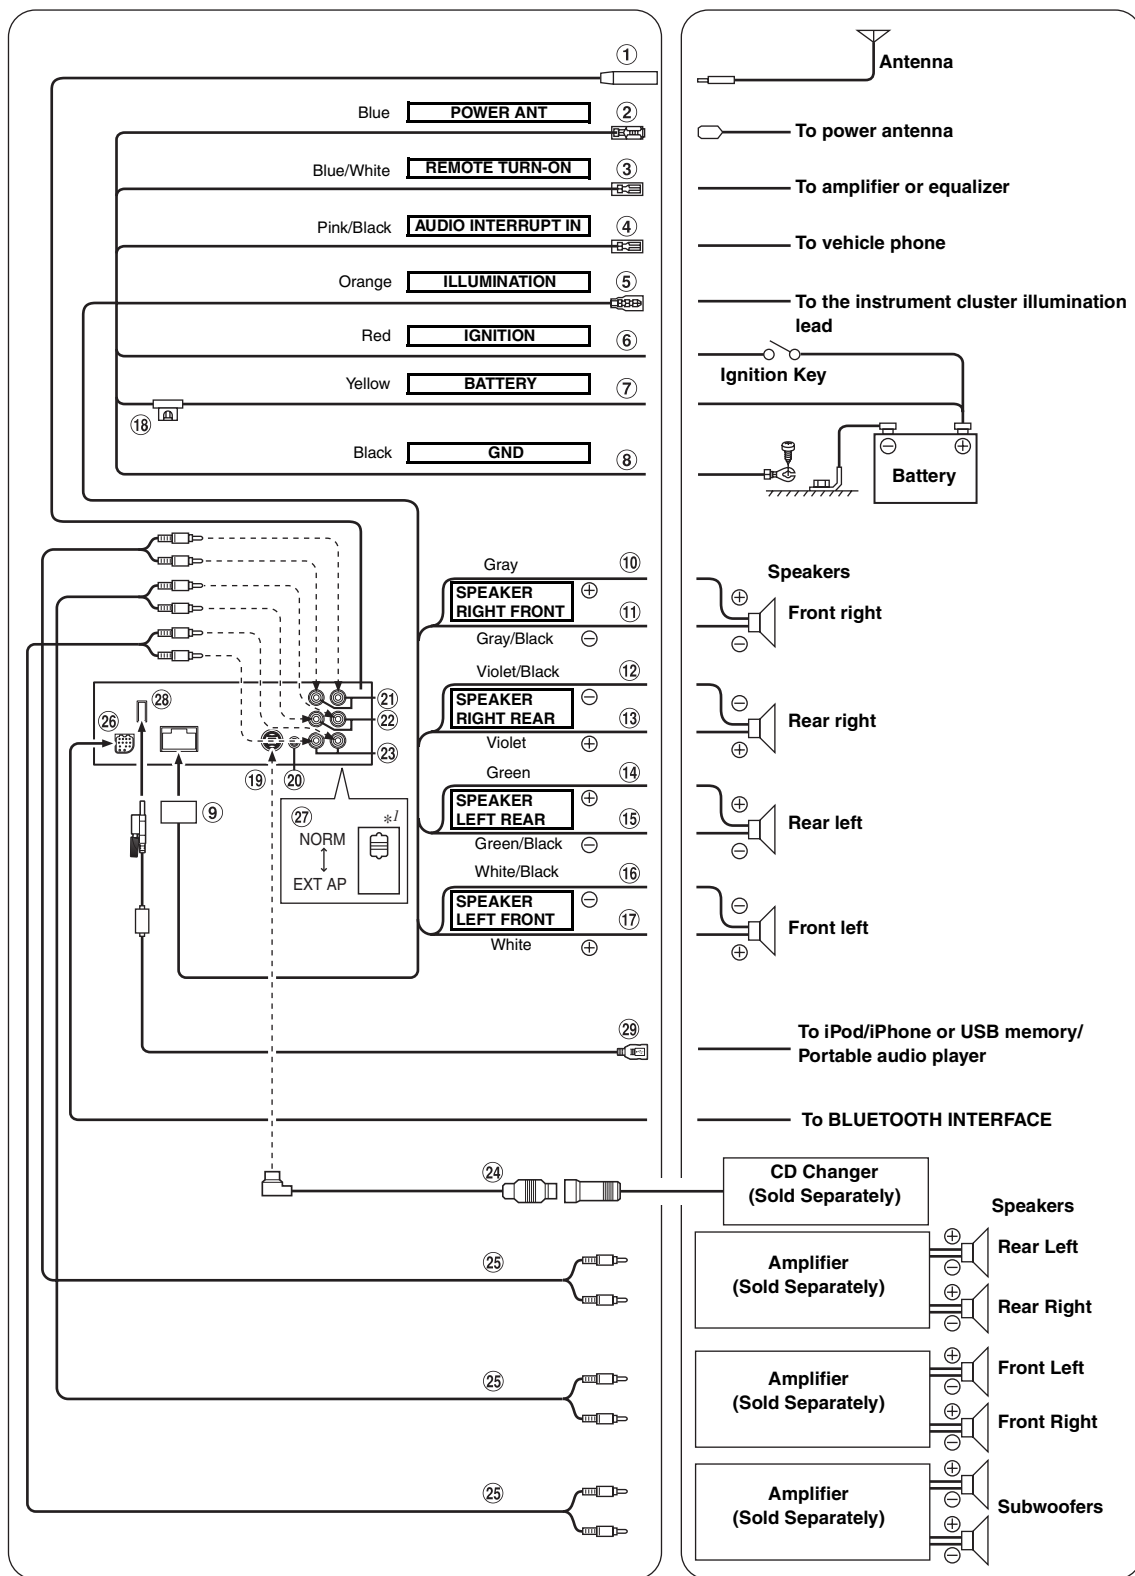 ①
Antenna
Blue POWER ANT ②
To power antenna
Blue/White REMOTE TURN-ON ③
To amplifier or equalizer
Pink/Black AUDIO INTERRUPT IN ④
To vehicle phone
Orange ILLUMINATION ⑤
To the instrument cluster illumination
lead
Red IGNITION ⑥
Ignition Key
Yellow BATTERY ⑦
⑱
Black GND ⑧
⊖ ⊕
Battery
Gray ⑩
SPEAKER
RIGHT FRONT
⊕
⑪
Gray/Black ⊖
Speakers
⊕
Front right
⊖
Violet/Black ⑫
SPEAKER
RIGHT REAR
⊖
⑬
Violet ⊕
⊖
Rear right
⊕
Green ⑭
SPEAKER
LEFT REAR
⊕
⑮
Green/Black ⊖
⊕
Rear left
⊖
White/Black ⑯
SPEAKER
LEFT FRONT
⊖
⑰
White ⊕
⊖
Front left
⊕
㉘
㉖
㉑
㉒
㉓
⑲ ⑳
⑨
㉗ *1
NORM
EXT AP
㉙
To iPod/iPhone or USB memory/
Portable audio player
To BLUETOOTH INTERFACE
㉔
CD Changer
(Sold Separately)
Speakers
㉕
Amplifier
(Sold Separately)
⊕
Rear Left
⊖
⊕
Rear Right
⊖
㉕
Amplifier
(Sold Separately)
⊕
Front Left
⊖
⊕
Front Right
⊖
㉕
Amplifier
(Sold Separately)
⊕
⊖
Subwoofers
⊕
⊖